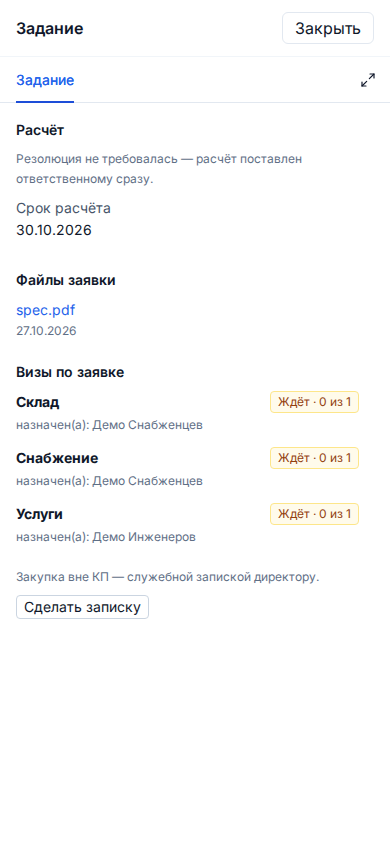 Задание
Закрыть
Задание
Расчёт
Резолюция не требовалась — расчёт поставлен
ответственному сразу.
Срок расчёта
30.10.2026
Файлы заявки
spec.pdf
27.10.2026
Визы по заявке
Склад
Ждёт · 0 из 1
назначен(а): Демо Снабженцев
Снабжение
Ждёт · 0 из 1
назначен(а): Демо Снабженцев
Услуги
Ждёт · 0 из 1
назначен(а): Демо Инженеров
Закупка вне КП — служебной запиской директору.
Сделать записку